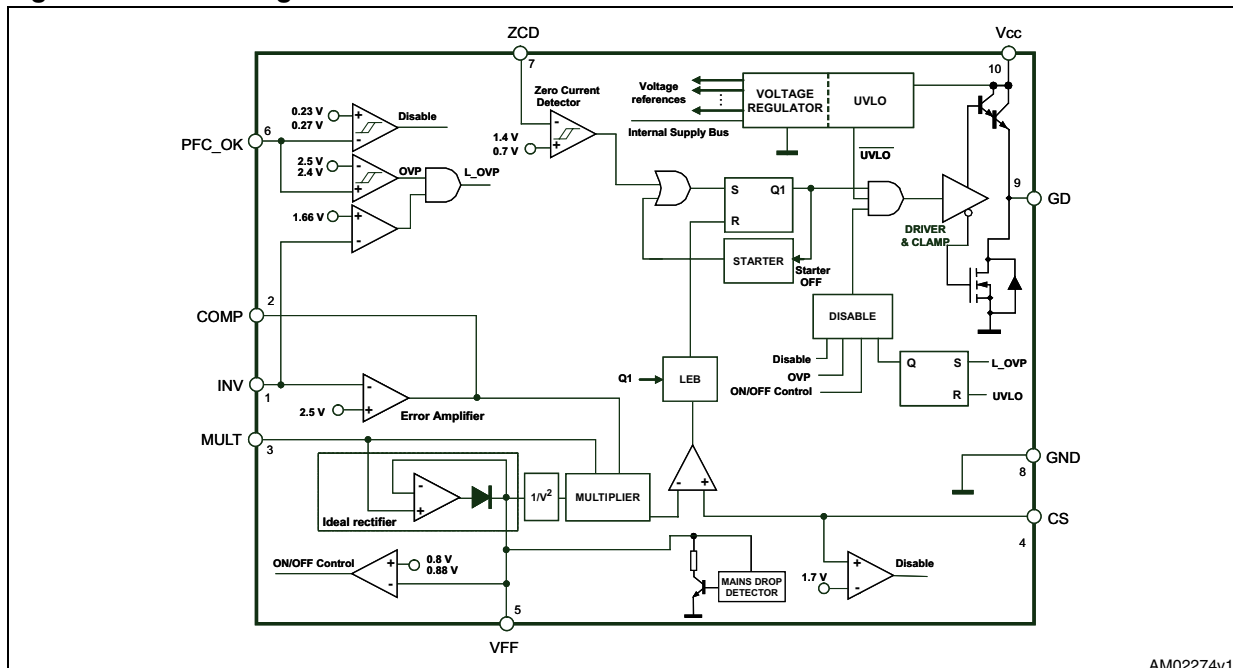 ZCD
Vcc
7
10
Zero Current
Detector
Voltage
references
VOLTAGE
REGULATOR
UVLO
Internal Supply Bus
UVLO
0.23 V
0.27 V
Disable
6
PFC_OK
2.5 V
2.4 V
OVP
L_OVP
1.66 V
1.4 V
0.7 V
S
Q1
R
STARTER
Starter
OFF
DRIVER
& CLAMP
9
GD
2
COMP
DISABLE
Disable
OVP
ON/OFF Control
Q
S
L_OVP
R
UVLO
Q1
LEB
INV
1
2.5 V
Error Amplifier
MULT
3
GND
8
Ideal rectifier
1/V²
MULTIPLIER
CS
4
ON/OFF Control
0.8 V
0.88 V
MAINS DROP
DETECTOR
1.7 V
Disable
5
VFF
AM02274v1